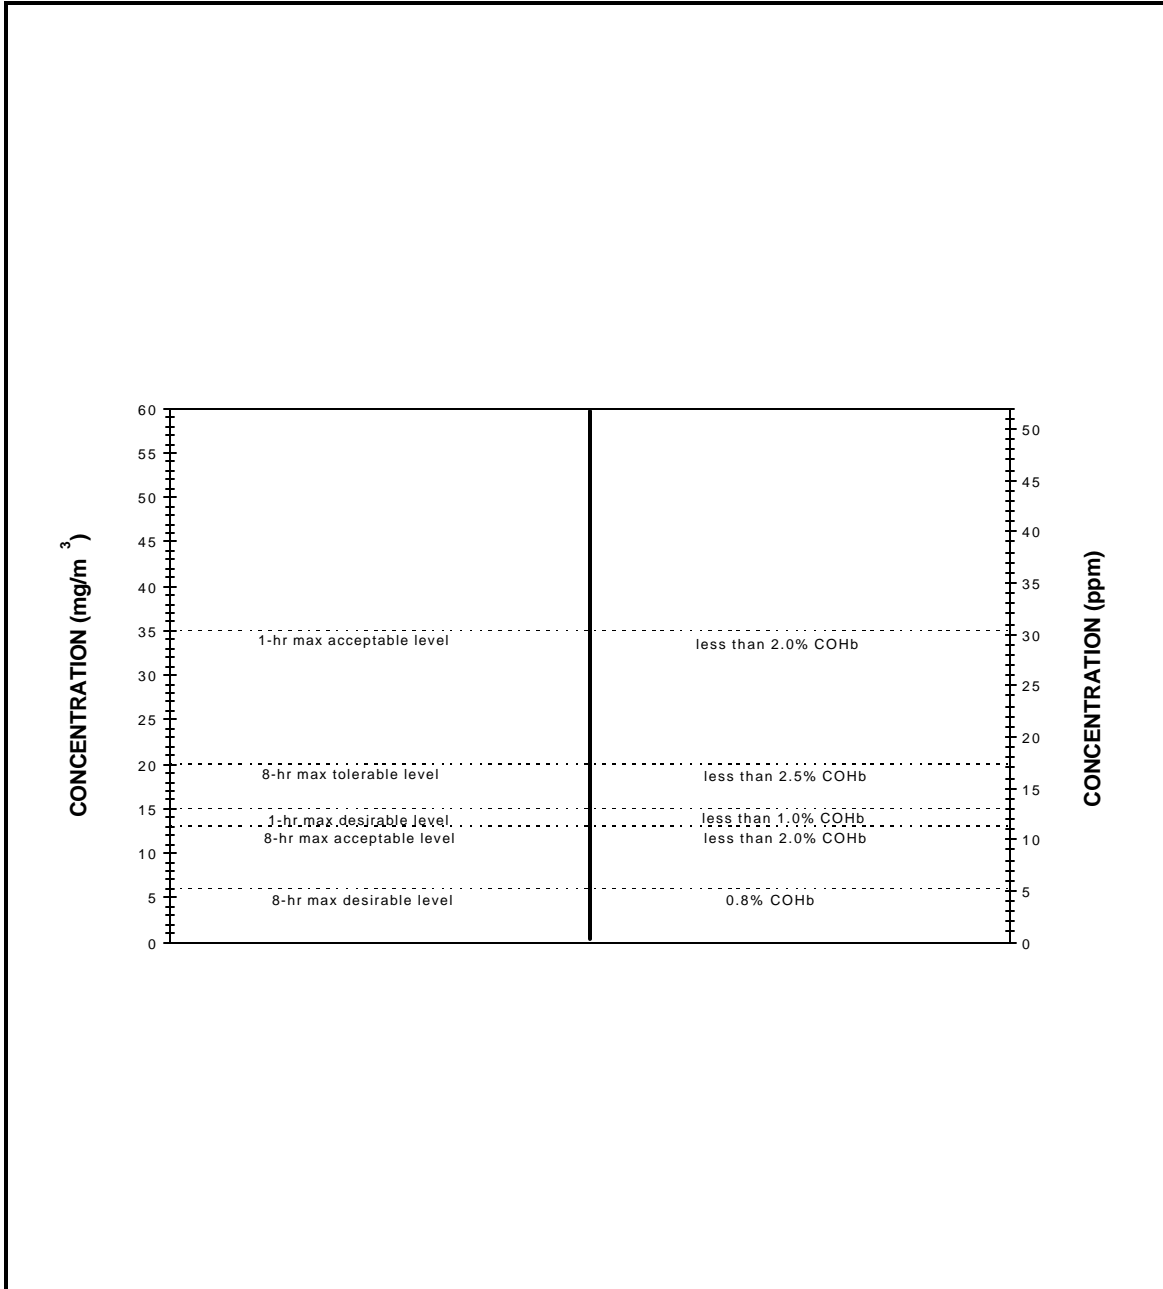 CONCENTRATION (mg/m³)
60
55
50
45
40
35
30
25
20
15
10
5
0
1-hr max acceptable level
8-hr max tolerable level
1-hr max desirable level
8-hr max acceptable level
8-hr max desirable level
less than 2.0% COHb
less than 2.5% COHb
less than 1.0% COHb
less than 2.0% COHb
0.8% COHb
50
45
40
35
30
25
20
15
10
5
0
CONCENTRATION (ppm)